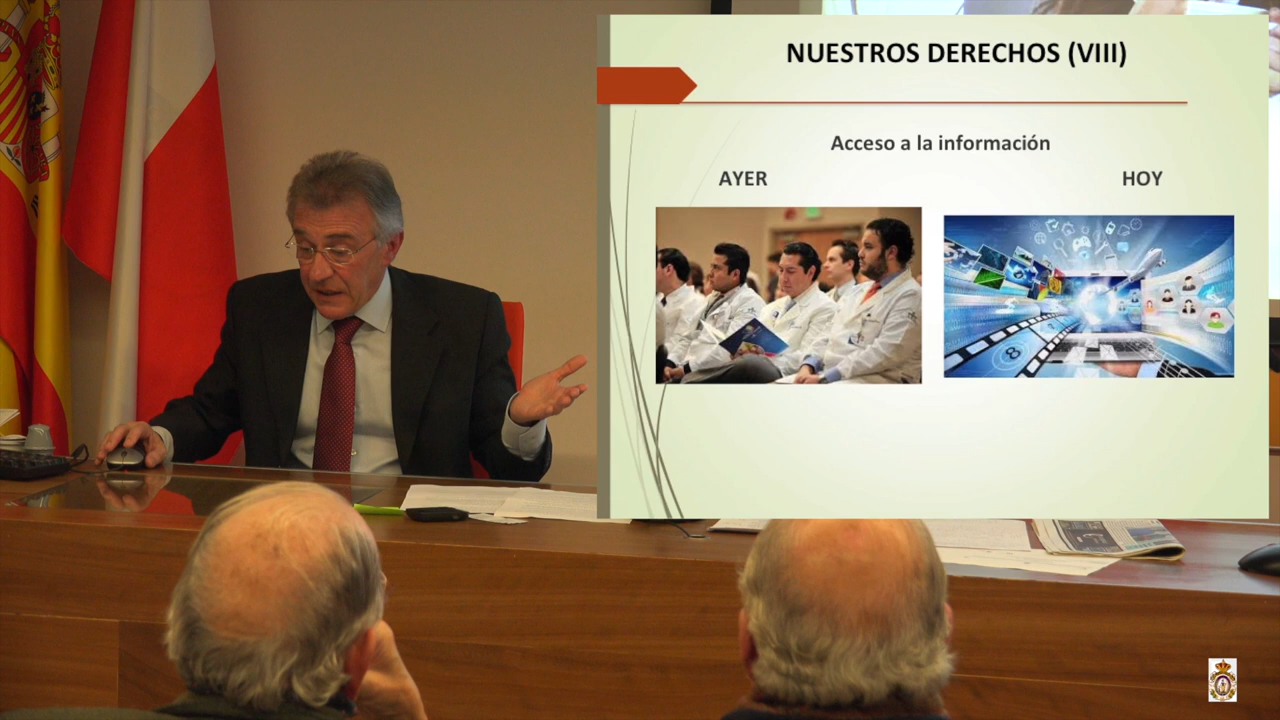 NUESTROS DERECHOS (VIII)
Acceso a la información
AYER
HOY